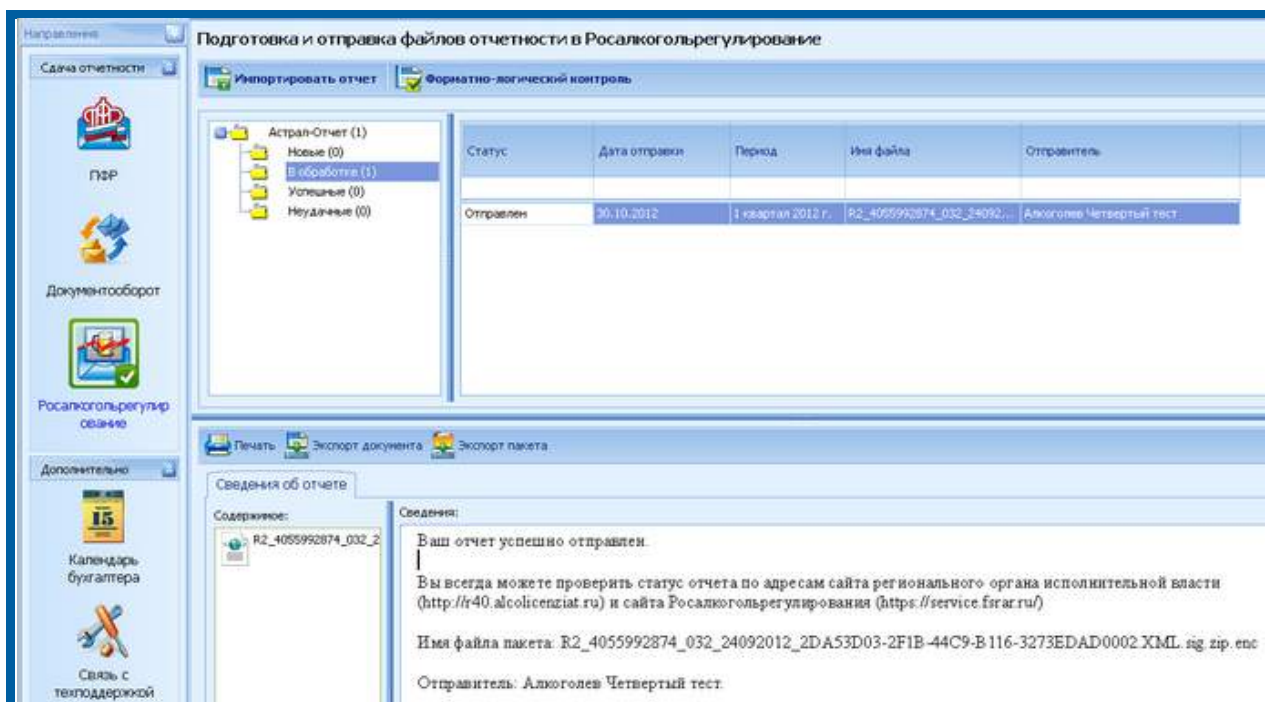 Направления
Подготовка и отправка файлов отчетности в Росалкогольрегулирование
Сдача отчетности
Импортировать отчет
Форматно-логический контроль
ПФР
Документооборот
Росалкогольрегулир
ование
Астрал-Отчет (1)
Новые (0)
В обработке (1)
Успешные (0)
Неудачные (0)
Статус
Дата отправки
Период
Имя файла
Отправитель
Отправлен
30.10.2012
1 квартал 2012 г.
R2_4055992874_032_24092...
Алкоголев Четвертый тест
Печать
Экспорт документа
Экспорт пакета
Дополнительно
15
Календарь
бухгалтера
Связь с
техподдержкой
Сведения об отчете
Содержимое:
R2_4055992874_032_2
Сведения:
Ваш отчет успешно отправлен.
Вы всегда можете проверить статус отчета по адресам сайта регионального органа исполнительной власти
(http://r40.alcolicenziat.ru) и сайта Росалкогольрегулирования (https://service.fsrar.ru/)
Имя файла пакета: R2_4055992874_032_24092012_2DA53D03-2F1B-44C9-B116-3273EDAD0002.XML.sig.zip.enc
Отправитель: Алкоголев Четвертый тест.